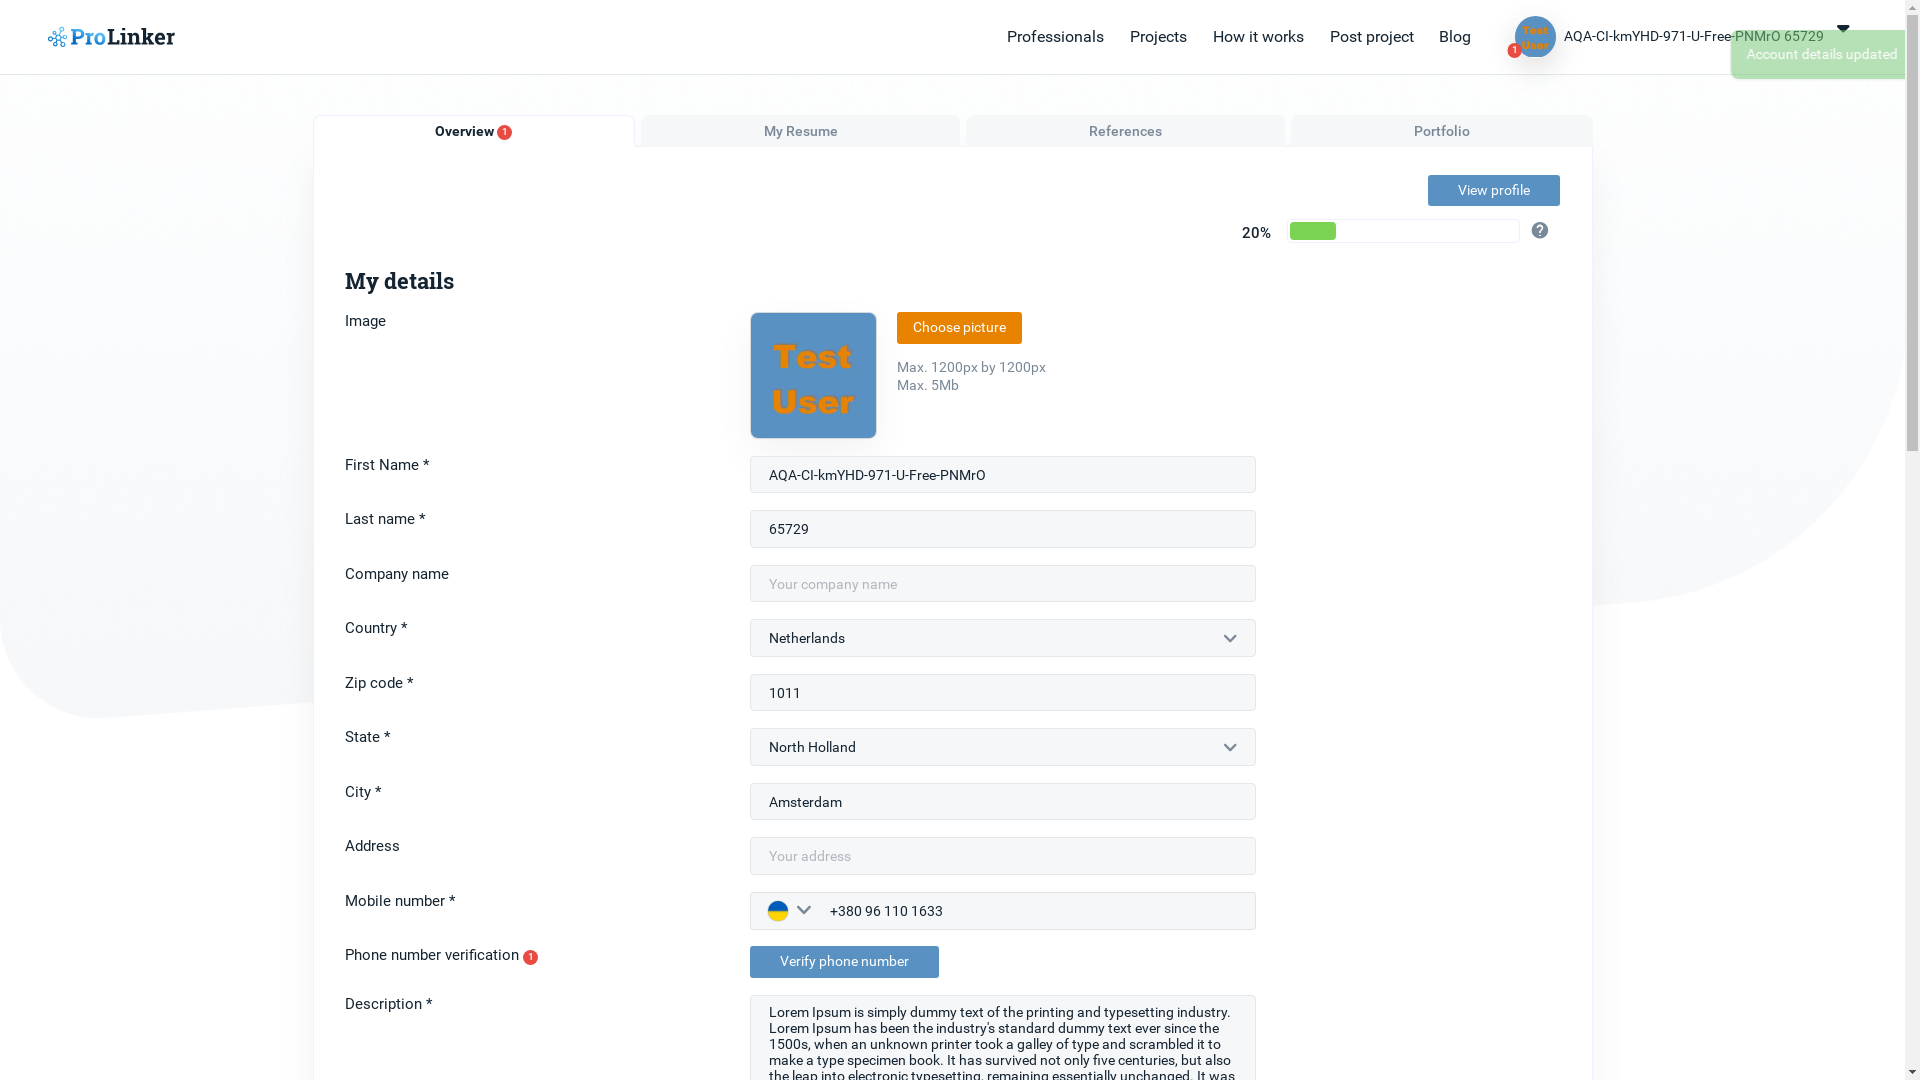 ProLinker
Professionals
Projects
How it works
Post project
Blog
Test
User
1
AQA-CI-kmYHD-971-U-Free-PNMrO 65729
Account details updated
Overview 1
My Resume
References
Portfolio
View profile
20%
?
My details
Image
Test
User
Choose picture
Max. 1200px by 1200px
Max. 5Mb
First Name *
AQA-CI-kmYHD-971-U-Free-PNMrO
Last name *
65729
Company name
Your company name
Country *
Netherlands
Zip code *
1011
State *
North Holland
City *
Amsterdam
Address
Your address
Mobile number *
+380 96 110 1633
Phone number verification 1
Verify phone number
Description *
Lorem Ipsum is simply dummy text of the printing and typesetting industry.
Lorem Ipsum has been the industry's standard dummy text ever since the
1500s, when an unknown printer took a galley of type and scrambled it to
make a type specimen book. It has survived not only five centuries, but also
the leap into electronic typesetting, remaining essentially unchanged. It was